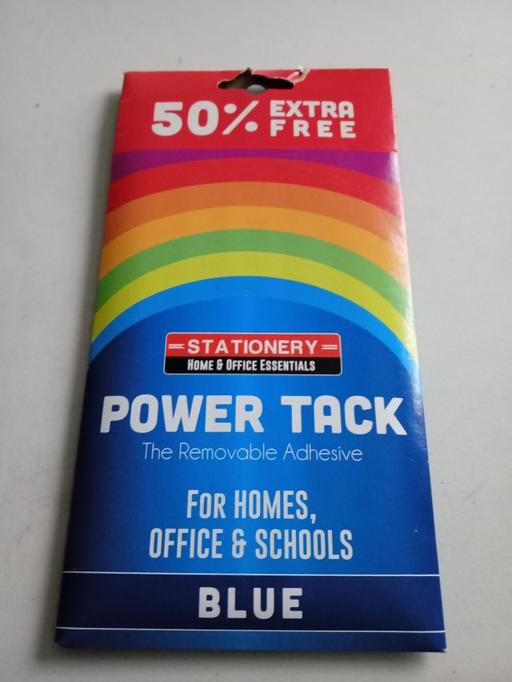 50% EXTRA
FREE
STATIONERY
HOME & OFFICE ESSENTIALS
POWER TACK
The Removable Adhesive
FOR HOMES,
OFFICE & SCHOOLS
BLUE